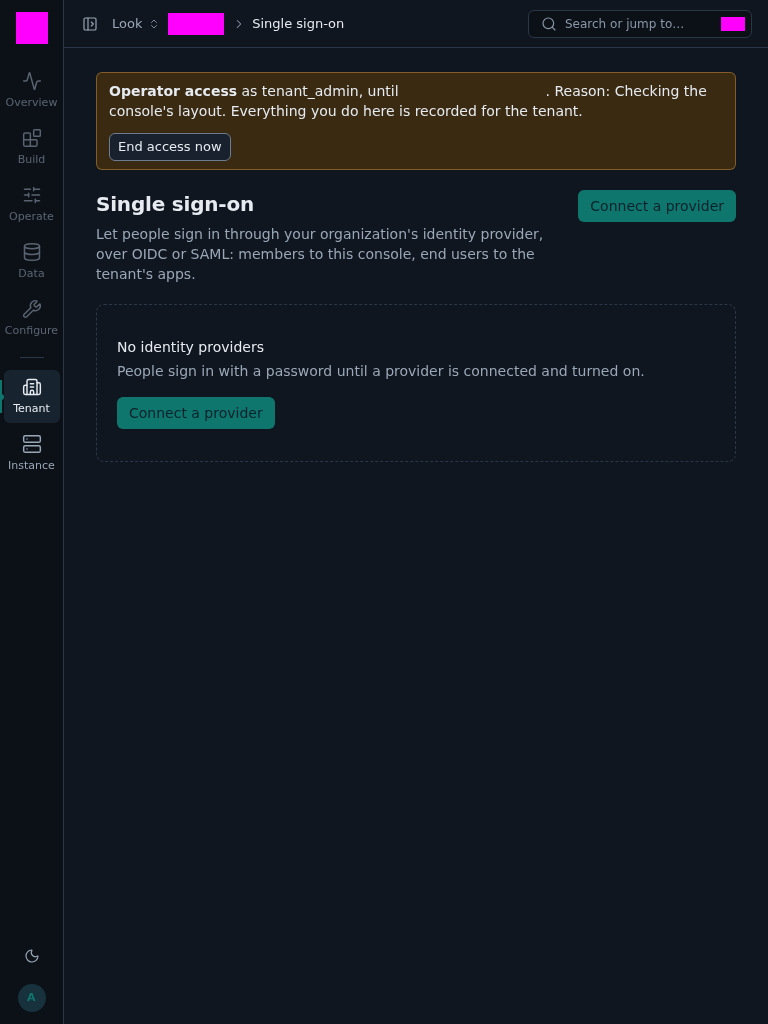 Look
Single sign-on
Search or jump to...
Overview
Build
Operate
Data
Configure
Tenant
Instance
A
Operator access as tenant_admin, until . Reason: Checking the
console's layout. Everything you do here is recorded for the tenant.
End access now
Single sign-on
Connect a provider
Let people sign in through your organization's identity provider,
over OIDC or SAML: members to this console, end users to the
tenant's apps.
No identity providers
People sign in with a password until a provider is connected and turned on.
Connect a provider